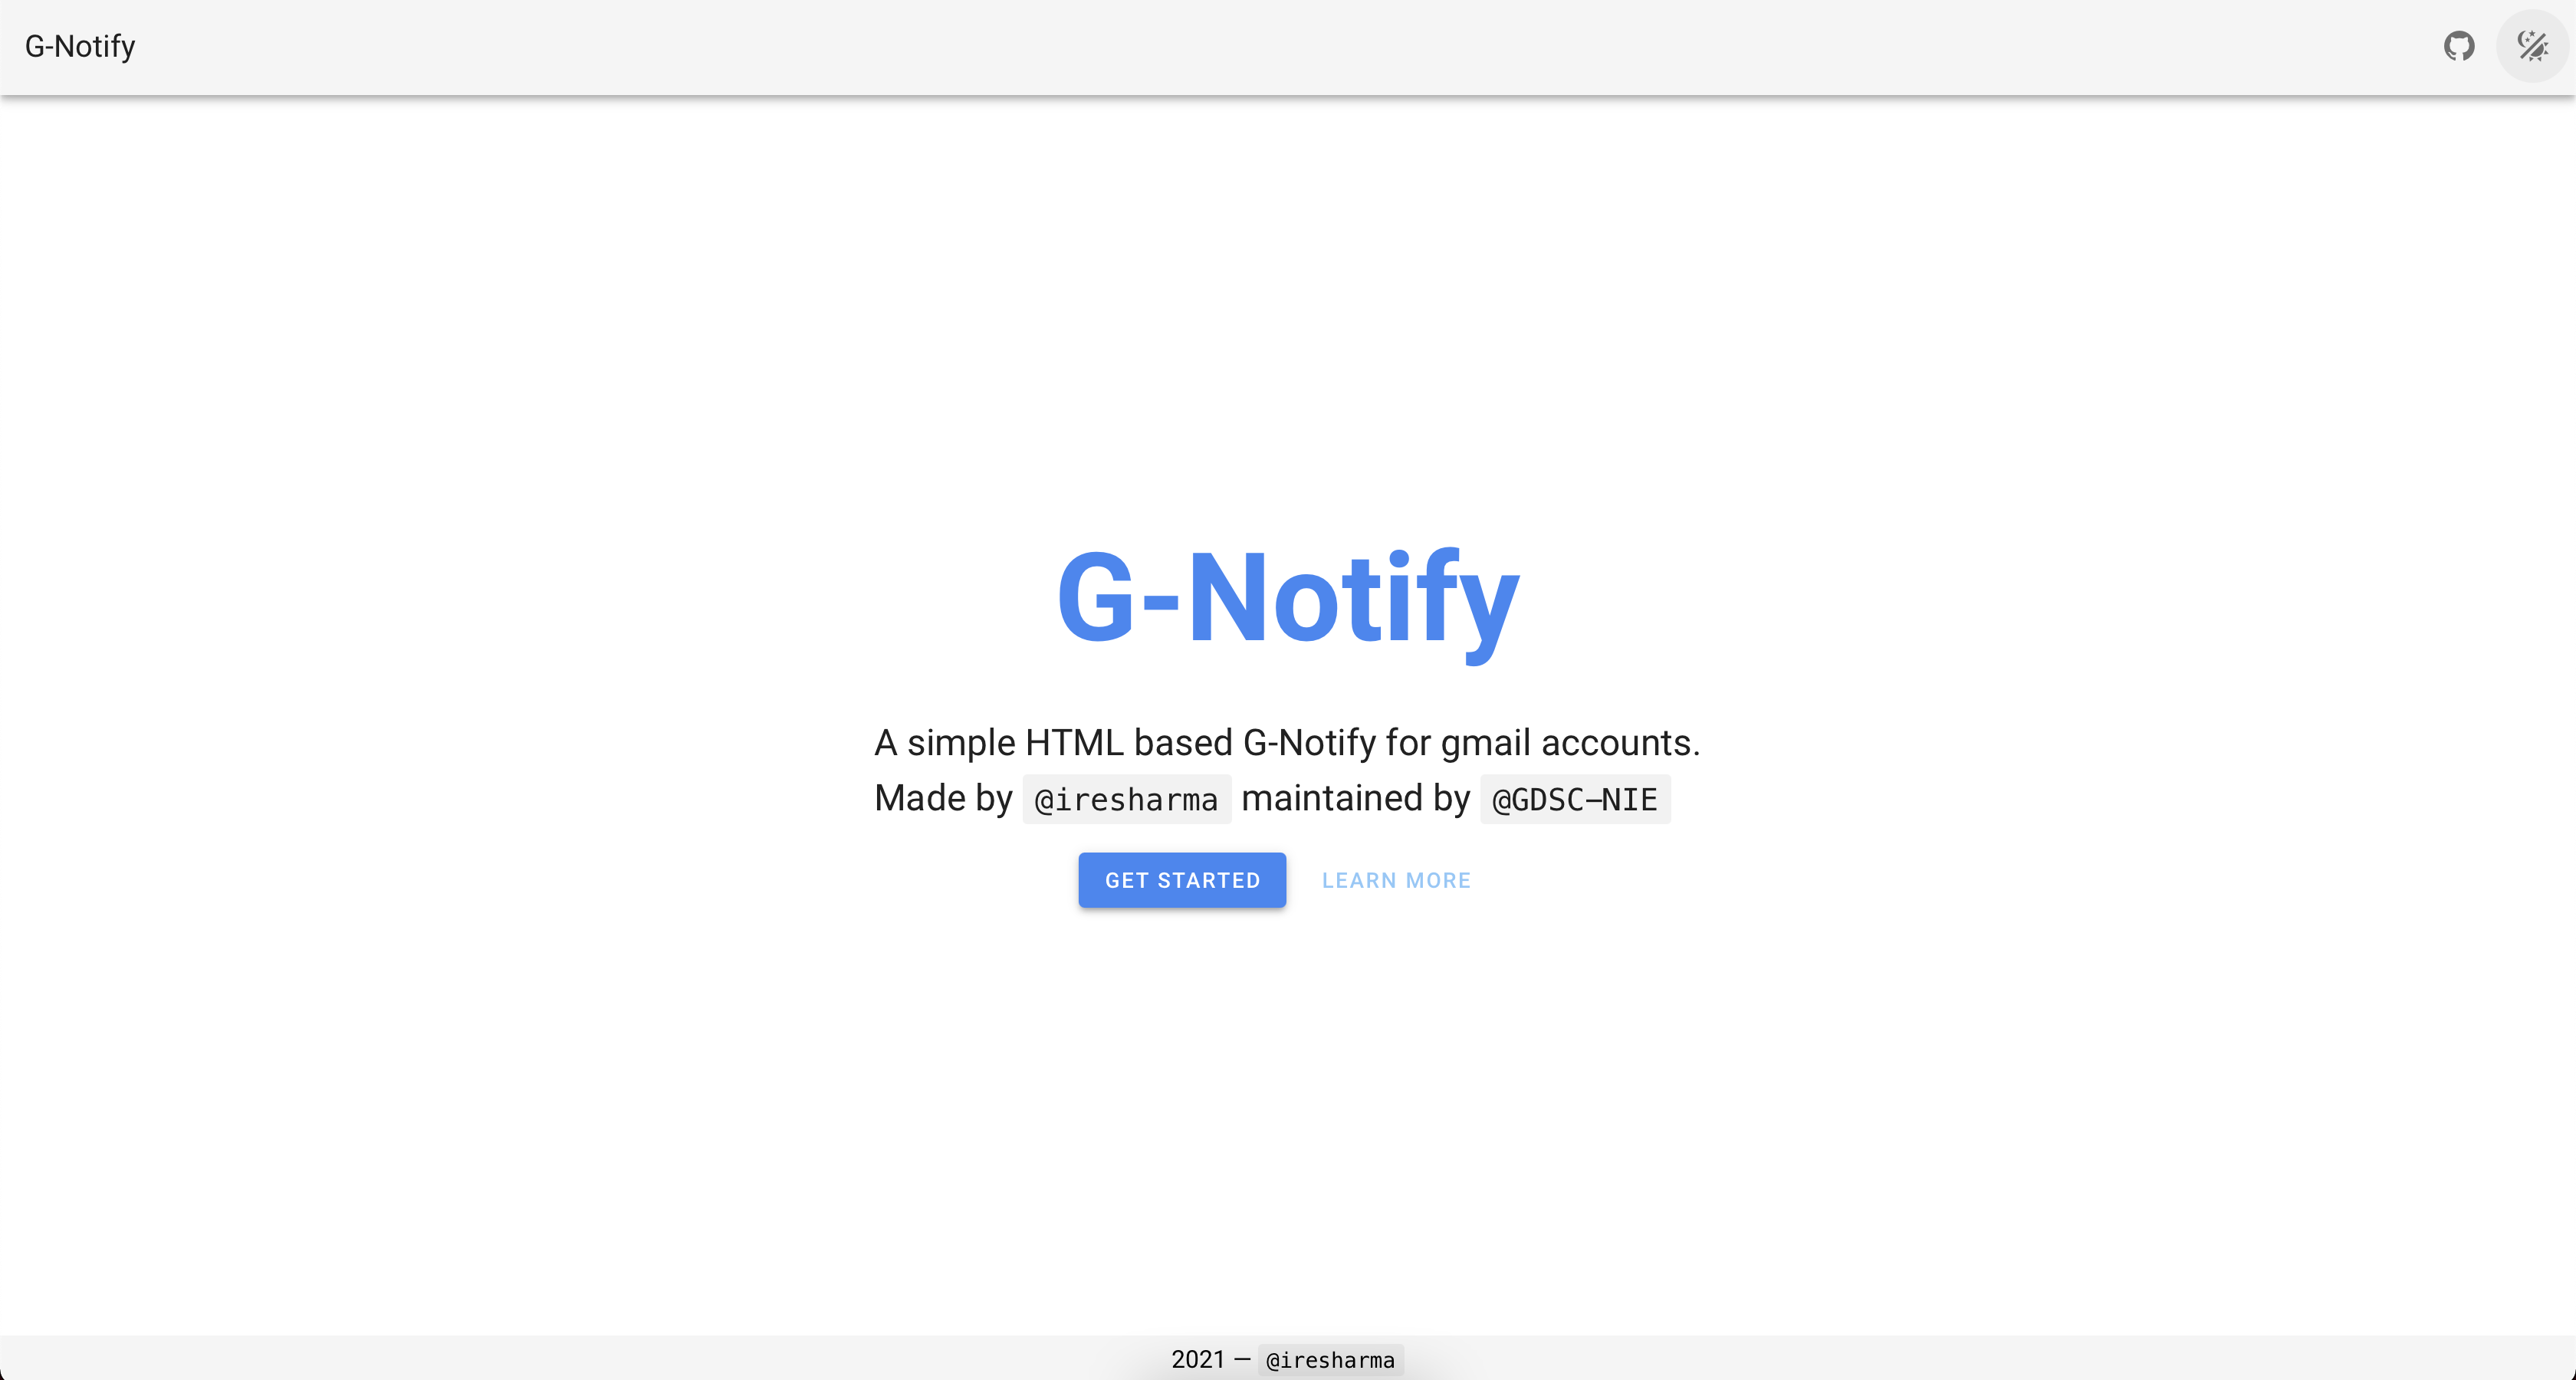 G-Notify
G-Notify
A simple HTML based G-Notify for gmail accounts.
Made by @iresharma maintained by @GDSC-NIE
GET STARTED LEARN MORE
2021 — @iresharma